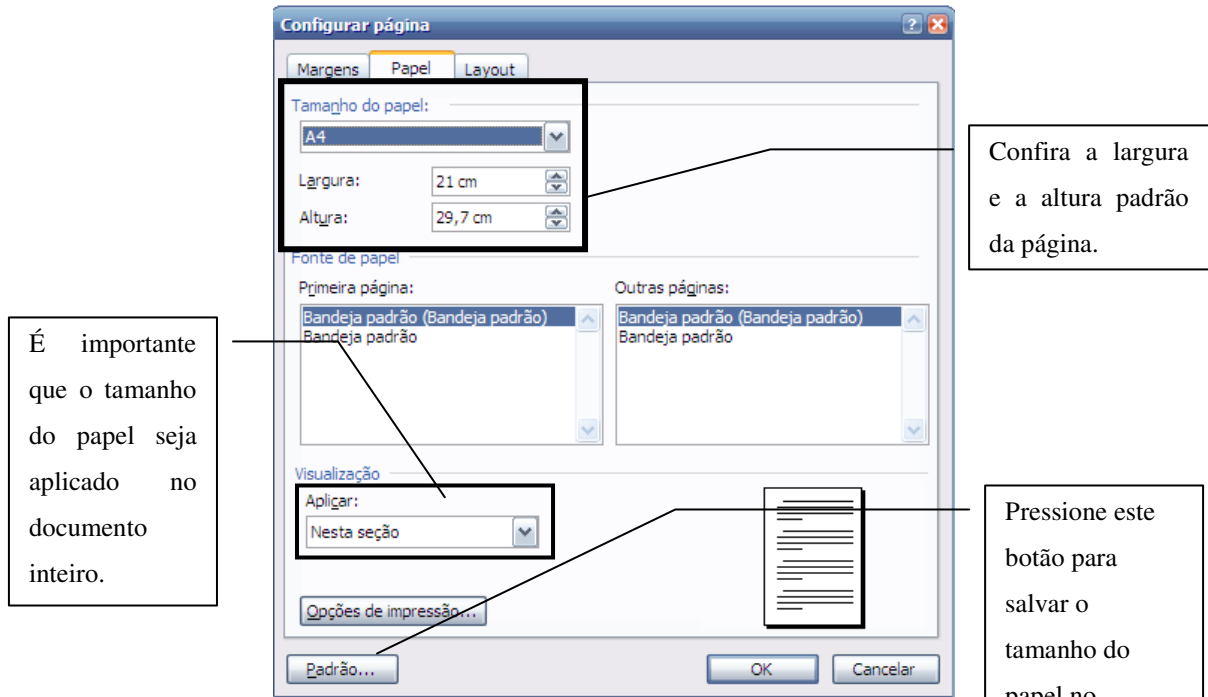 Configurar página
Margens Papel Layout
Tamanho do papel:
A4
Largura: 21 cm
Altura: 29,7 cm
Fonte de papel
Primeira página: Outras páginas:
Bandeja padrão (Bandeja padrão) Bandeja padrão (Bandeja padrão)
Bandeja padrão Bandeja padrão
Visualização
Aplicar:
Nesta seção
Opções de impressão...
Padrão... OK Cancelar
Confira a largura
e a altura padrão
da página.
É importante
que o tamanho
do papel seja
aplicado no
documento
inteiro.
Pressione este
botão para
salvar o
tamanho do
papel no